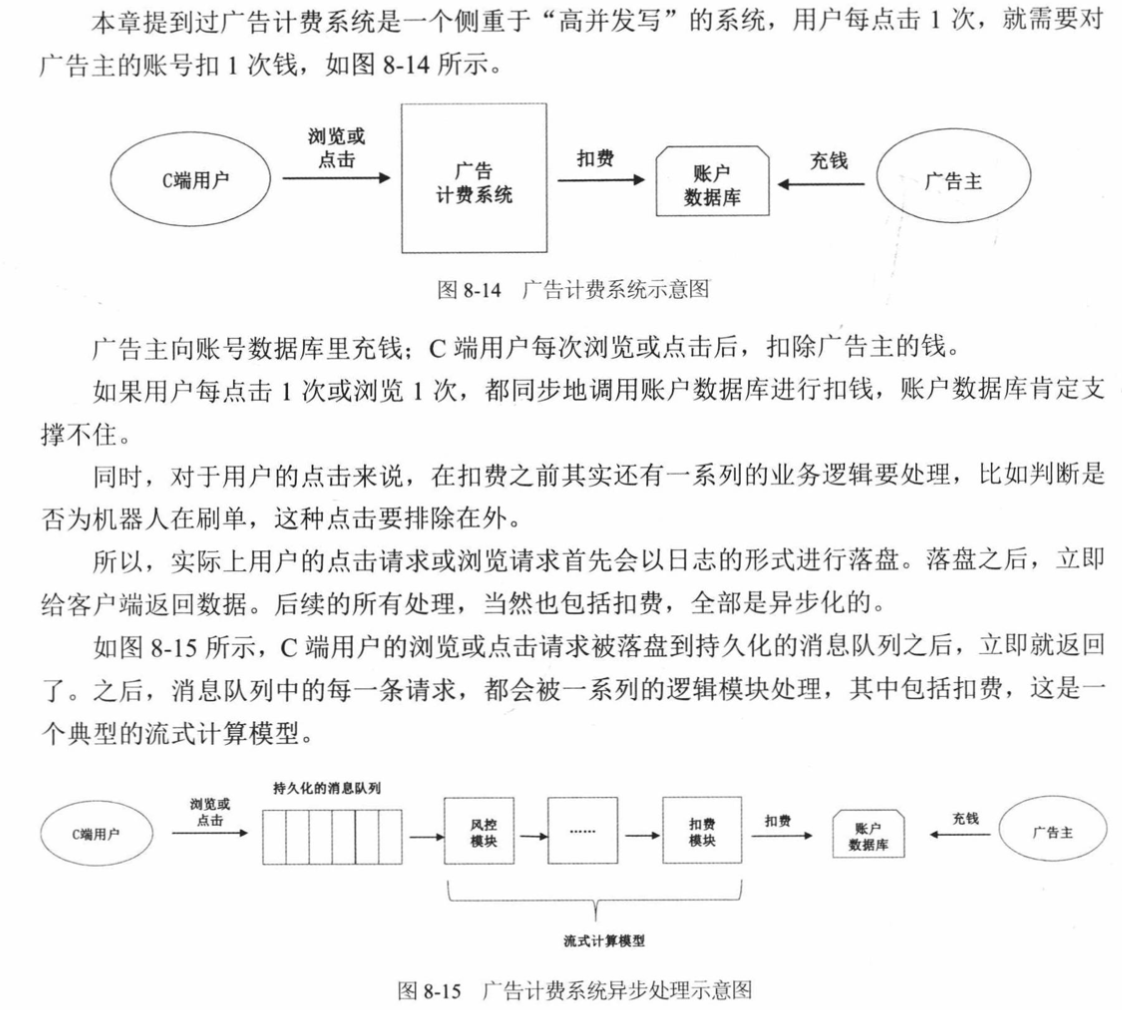 本章提到过广告计费系统是一个侧重于“高并发写”的系统，用户每点击 1 次，就需要对
广告主的账号扣 1 次钱，如图 8-14 所示。
C端用户
浏览或
点击
广告
计费系统
扣费
账户
数据库
充钱
广告主
图 8-14 广告计费系统示意图
广告主向账号数据库里充钱；C 端用户每次浏览或点击后，扣除广告主的钱。
如果用户每点击 1 次或浏览 1 次，都同步地调用账户数据库进行扣钱，账户数据库肯定支
撑不住。
同时，对于用户的点击来说，在扣费之前其实还有一系列的业务逻辑要处理，比如判断是
否为机器人在刷单，这种点击要排除在外。
所以，实际上用户的点击请求或浏览请求首先会以日志的形式进行落盘。落盘之后，立即
给客户端返回数据。后续的所有处理，当然也包括扣费，全部是异步化的。
如图 8-15 所示，C 端用户的浏览或点击请求被落盘到持久化的消息队列之后，立即就返回
了。之后，消息队列中的每一条请求，都会被一系列的逻辑模块处理，其中包括扣费，这是一
个典型的流式计算模型。
C端用户
浏览或
点击
持久化的消息队列
风控
模块
……
扣费
模块
扣费
账户
数据库
充钱
广告主
流式计算模型
图 8-15 广告计费系统异步处理示意图